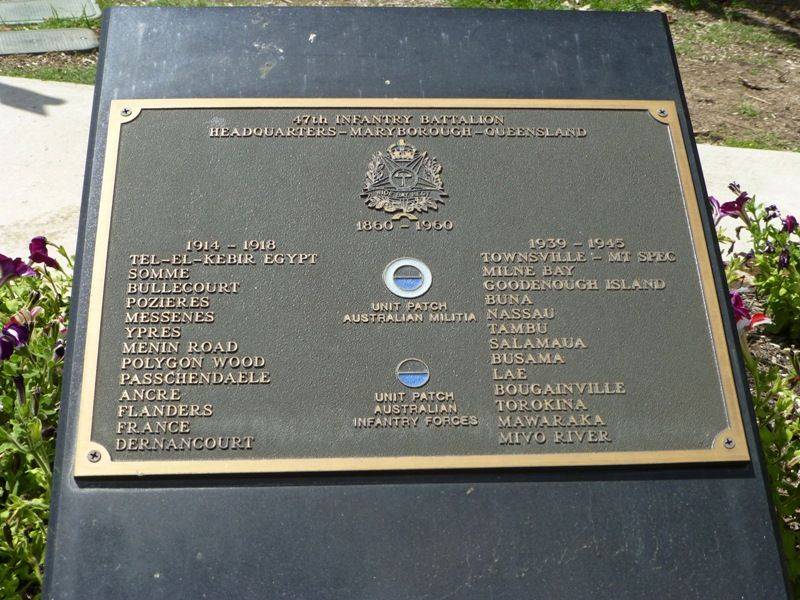 47th INFANTRY BATTALION
HEADQUARTERS – MARYBOROUGH – QUEENSLAND
WIDE BAY REGT
1860 – 1960
1914 – 1918
TEL-EL-KEBIR EGYPT
SOMME
BULLECOURT
POZIERES
MESSENES
YPRES
MENIN ROAD
POLYGON WOOD
PASSCHENDAELE
ANCRE
FLANDERS
FRANCE
DERNANCOURT
UNIT PATCH
AUSTRALIAN MILITIA
UNIT PATCH
AUSTRALIAN
INFANTRY FORCES
1939 – 1945
TOWNSVILLE – MT SPEC
MILNE BAY
GOODENOUGH ISLAND
BUNA
NASSAU
TAMBU
SALAMAUA
BUSAMA
LAE
BOUGAINVILLE
TOROKINA
MAWARAKA
MIVO RIVER